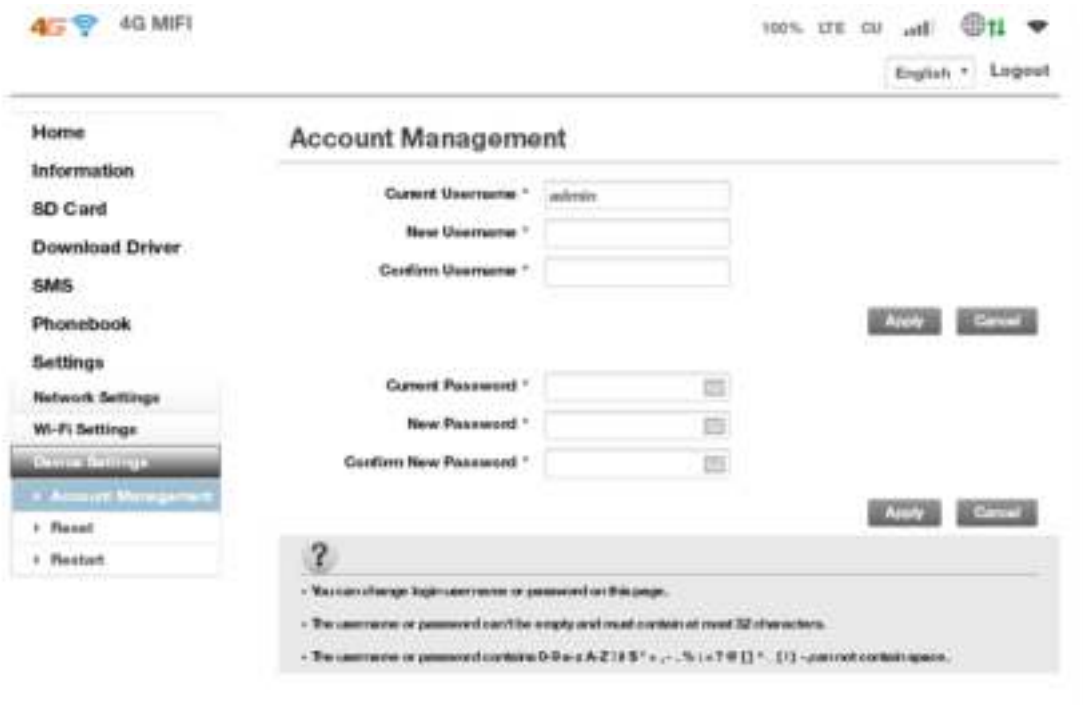 4G 4G MIFI
100% LTE CU
English Logout
Home
Information
SD Card
Download Driver
SMS
Phonebook
Settings
Network Settings
Wi-Fi Settings
Device Settings
Account Management
Reset
Restart
Account Management
Current Username * admin
New Username *
Confirm Username *
Apply Cancel
Current Password *
New Password *
Confirm New Password *
Apply Cancel
?
- You can change login username or password on this page.
- The username or password can't be empty and must contain at most 32 characters.
- The username or password contains 0-9 a-z A-Z can not contain space.